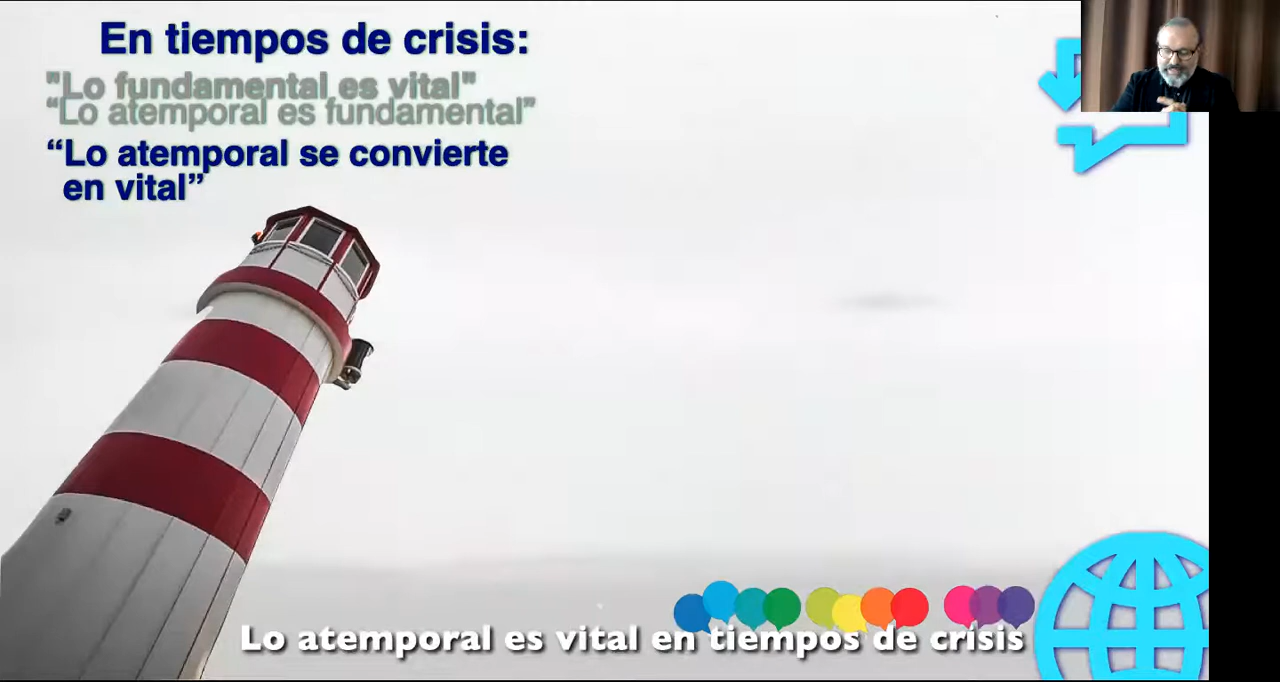 En tiempos de crisis:
"Lo fundamental es vital"
“Lo atemporal es fundamental”
“Lo atemporal se convierte
en vital”
Lo atemporal es vital en tiempos de crisis